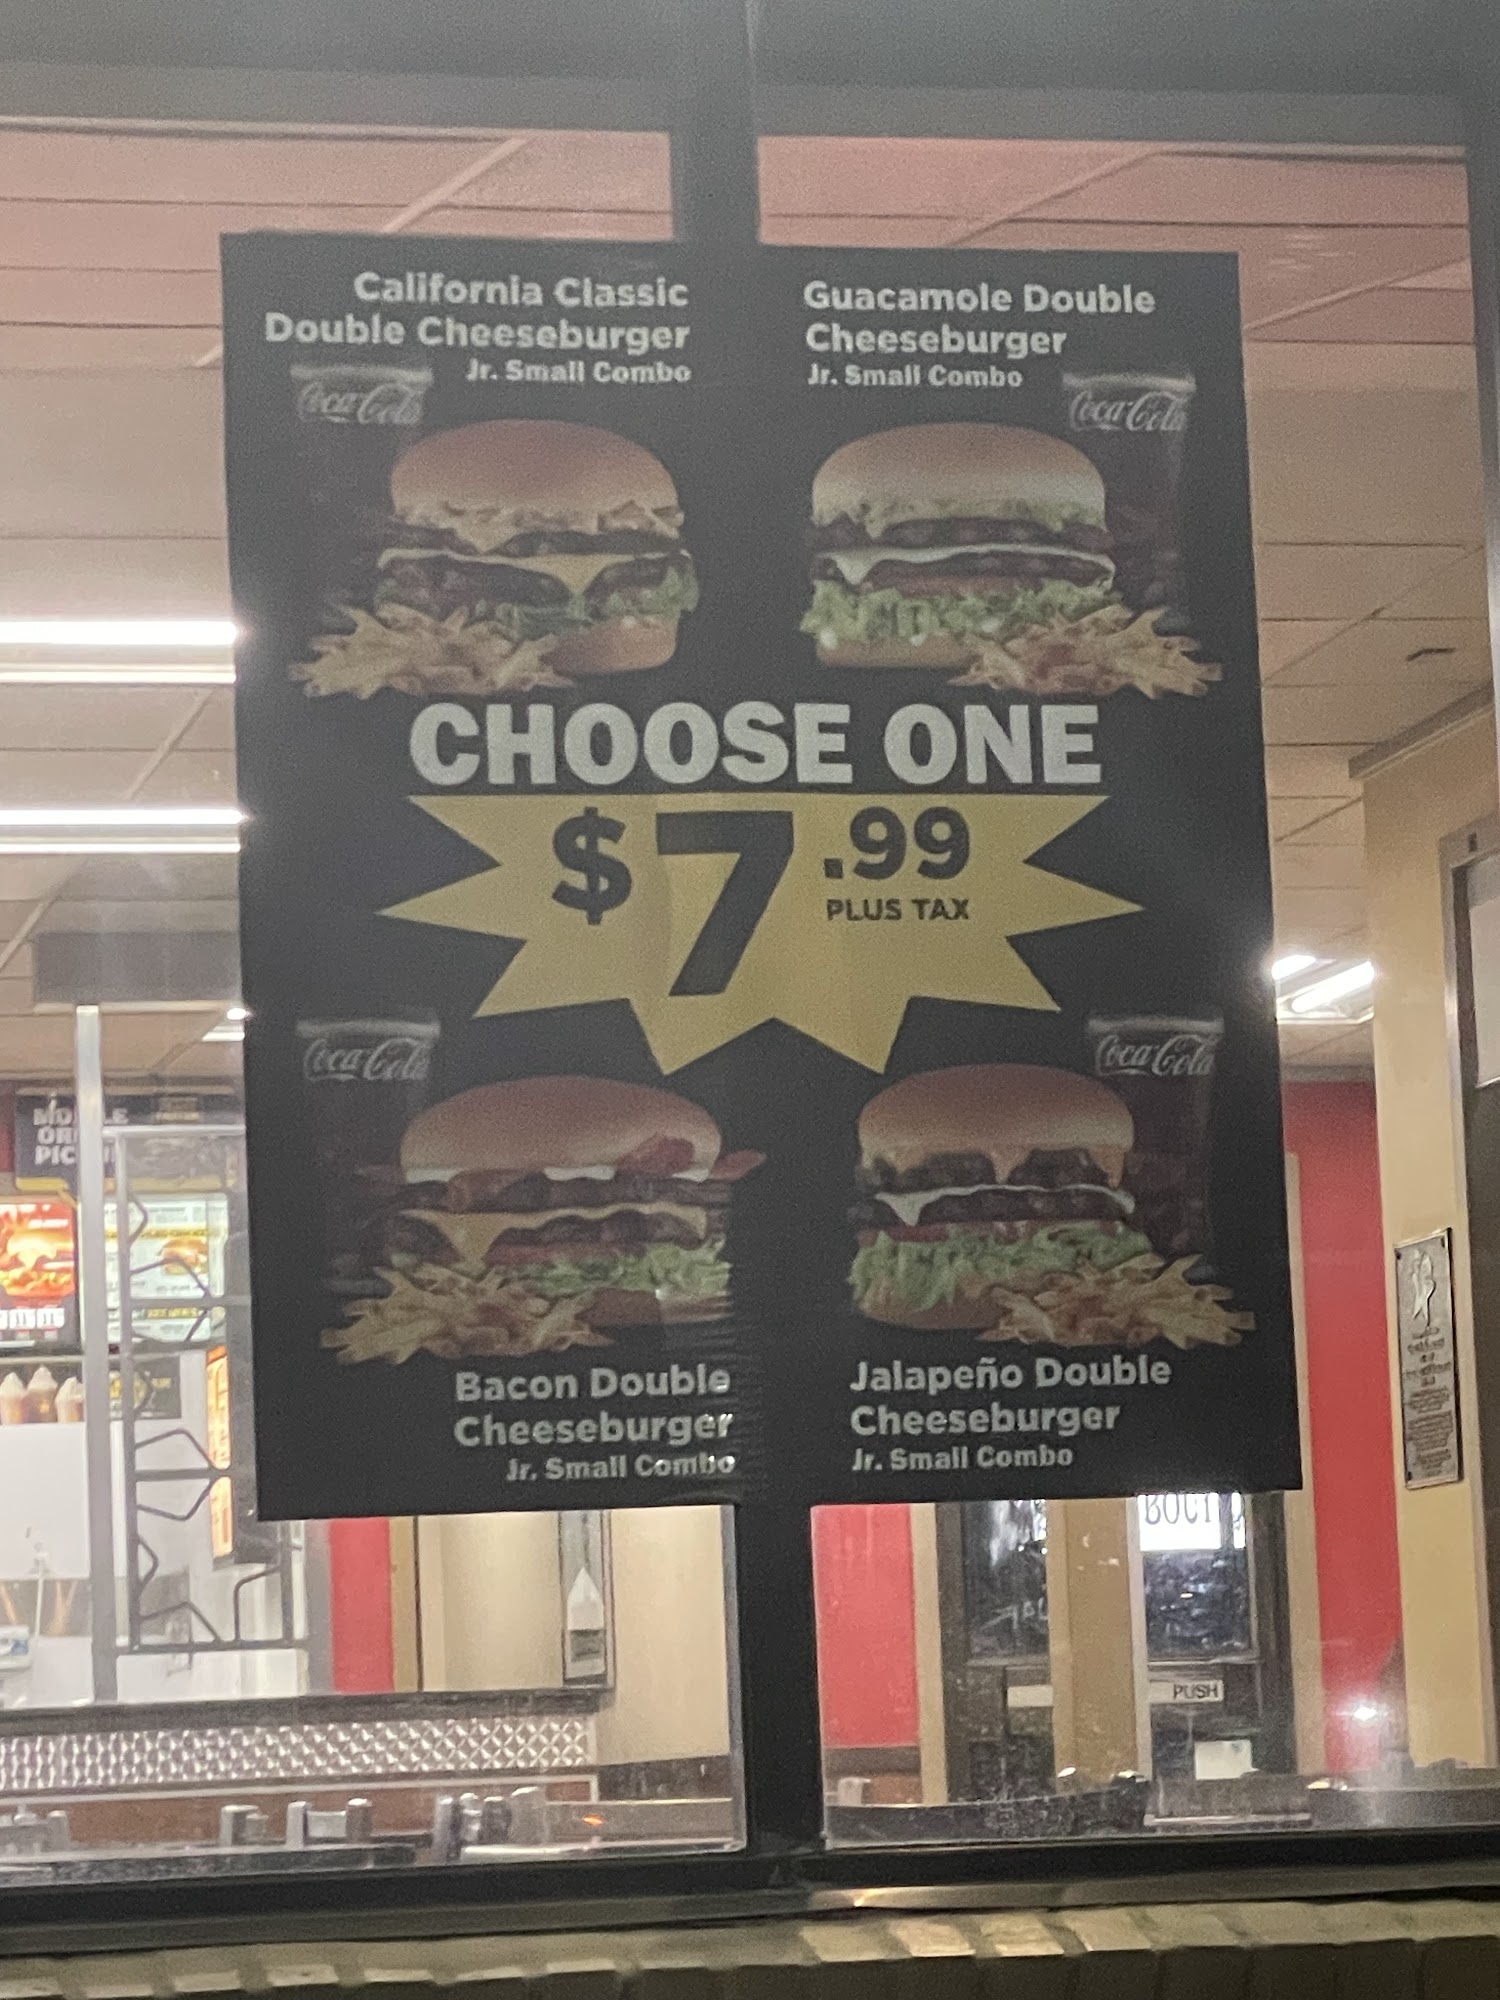 California Classic
Double Cheeseburger
Jr. Small Combo
Coca-Cola
Guacamole Double
Cheeseburger
Jr. Small Combo
Coca-Cola
CHOOSE ONE
$7.99
PLUS TAX
Coca-Cola
Coca-Cola
Bacon Double
Cheeseburger
Jr. Small Combo
Jalapeño Double
Cheeseburger
Jr. Small Combo
PUSH